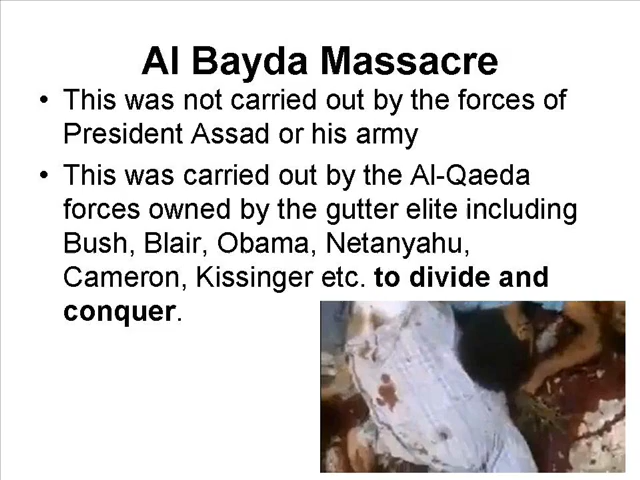 Al Bayda Massacre
• This was not carried out by the forces of
President Assad or his army
• This was carried out by the Al-Qaeda
forces owned by the gutter elite including
Bush, Blair, Obama, Netanyahu,
Cameron, Kissinger etc. to divide and
conquer.